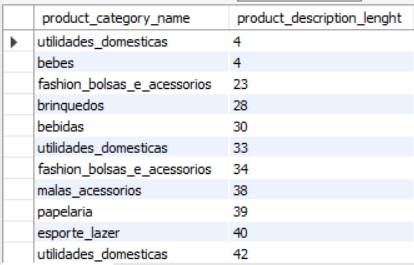 product_category_name product_description_lenght
utilidades_domesticas 4
bebes 4
fashion_bolsas_e_acessorios 23
brinquedos 28
bebidas 30
utilidades_domesticas 33
fashion_bolsas_e_acessorios 34
malas_acessorios 38
papelaria 39
esporte_lazer 40
utilidades_domesticas 42